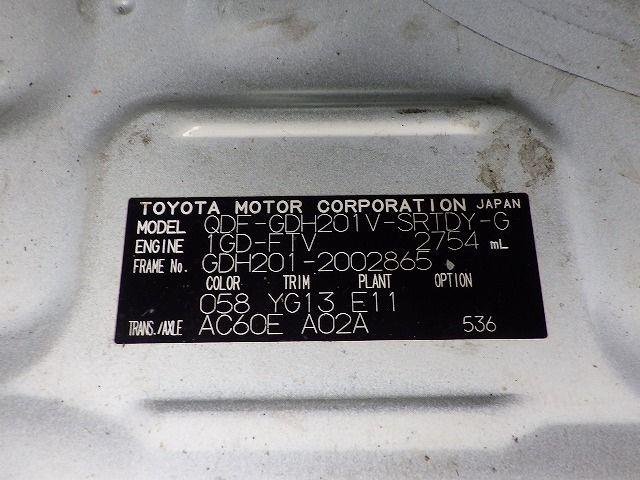 TOYOTA MOTOR CORPORATION JAPAN
MODEL QDF-GDH201V-SRTDY-G
ENGINE 1GD-FTV 2754 mL
FRAME No. GDH201-2002865
COLOR TRIM PLANT OPTION
058 YG13 E11
TRANS./AXLE AC60E A02A 536